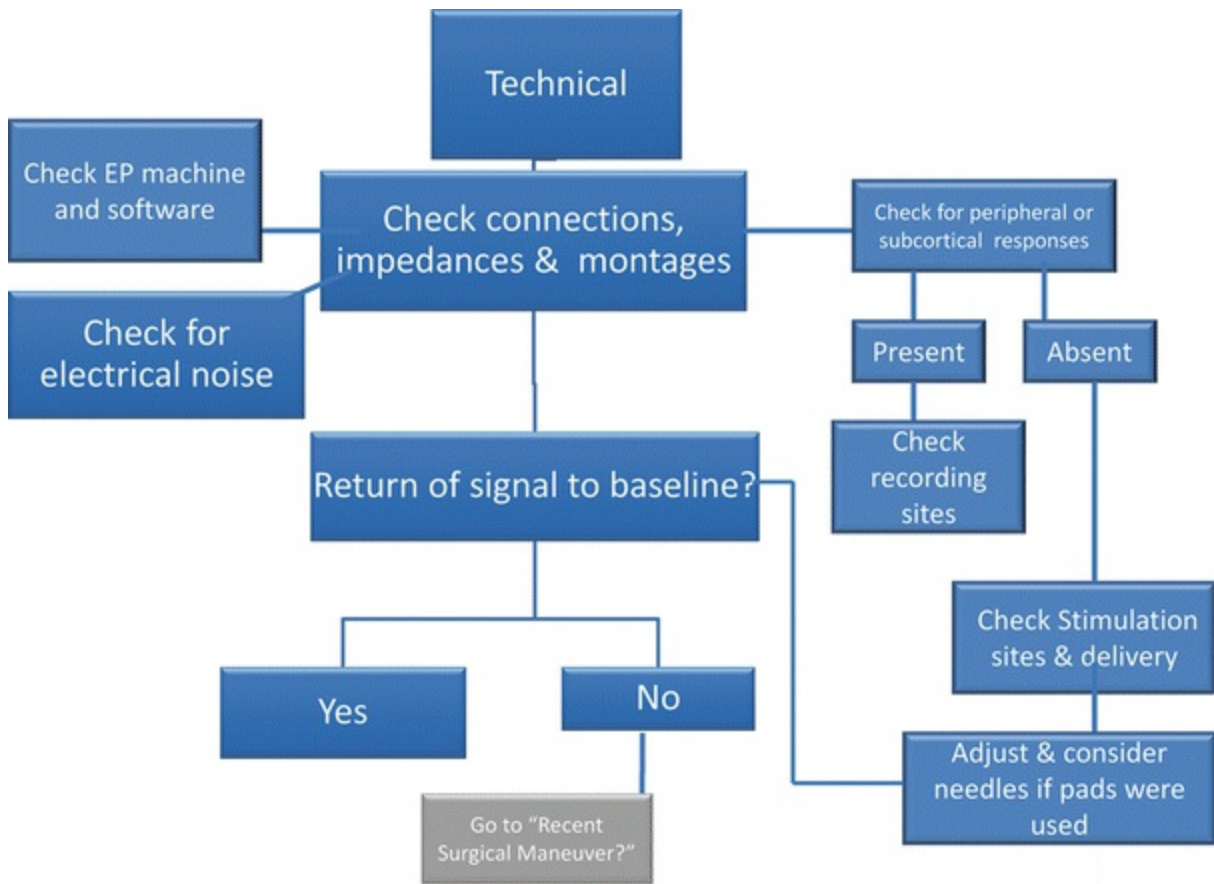 Technical
Check EP machine
and software
Check connections,
impedances & montages
Check for peripheral or
subcortical responses
Check for
electrical noise
Present
Absent
Check
recording
sites
Return of signal to baseline?
Check Stimulation
sites & delivery
Yes
No
Adjust & consider
needles if pads were
used
Go to “Recent
Surgical Maneuver?”